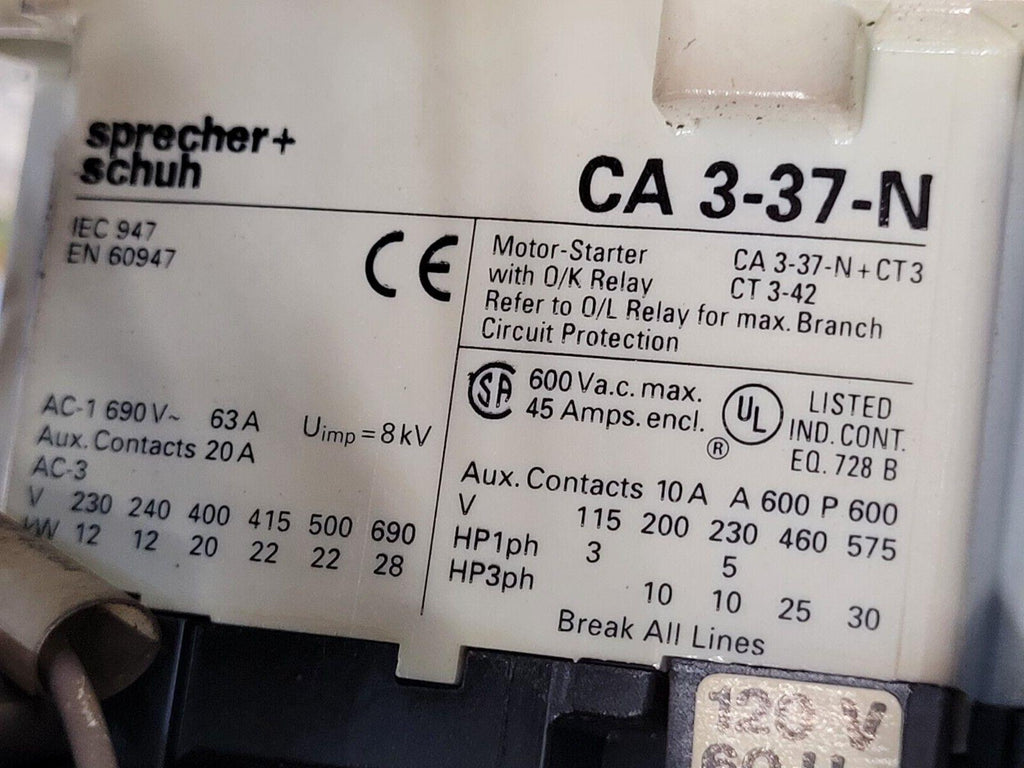 sprecher+
schuh
CA 3-37-N
IEC 947
EN 60947
CE
Motor-Starter CA 3-37-N + CT3
with O/K Relay CT 3-42
Refer to O/L Relay for max. Branch
Circuit Protection
AC-1 690 V~ 63 A
Uimp = 8 kV
Aux. Contacts 20 A
AC-3
V 230 240 400 415 500 690
kW 12 12 20 22 22 28
SA 600 Va.c. max.
45 Amps. encl.
UL ®
LISTED
IND. CONT.
EQ. 728 B
Aux. Contacts 10 A A 600 P 600
V 115 200 230 460 575
HP1ph 3 5
HP3ph 10 10 25 30
Break All Lines
120 V